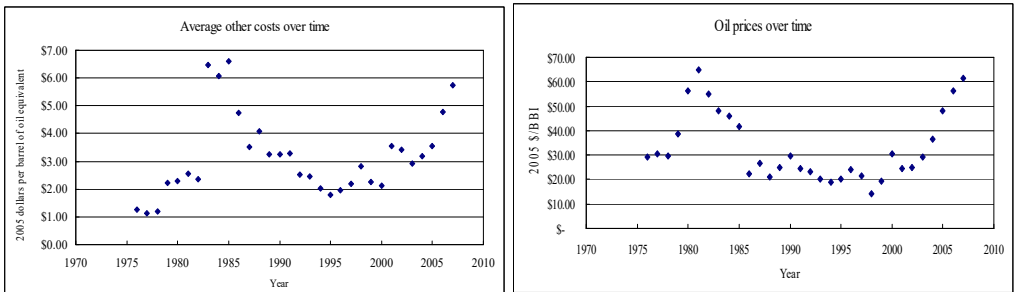 Average other costs over time
2005 dollars per barrel of oil equivalent
$7.00
$6.00
$5.00
$4.00
$3.00
$2.00
$1.00
$0.00
1970 1975 1980 1985 1990 1995 2000 2005 2010
Year
Oil prices over time
2005 $/BBl
$70.00
$60.00
$50.00
$40.00
$30.00
$20.00
$10.00
$-
1970 1975 1980 1985 1990 1995 2000 2005 2010
Year